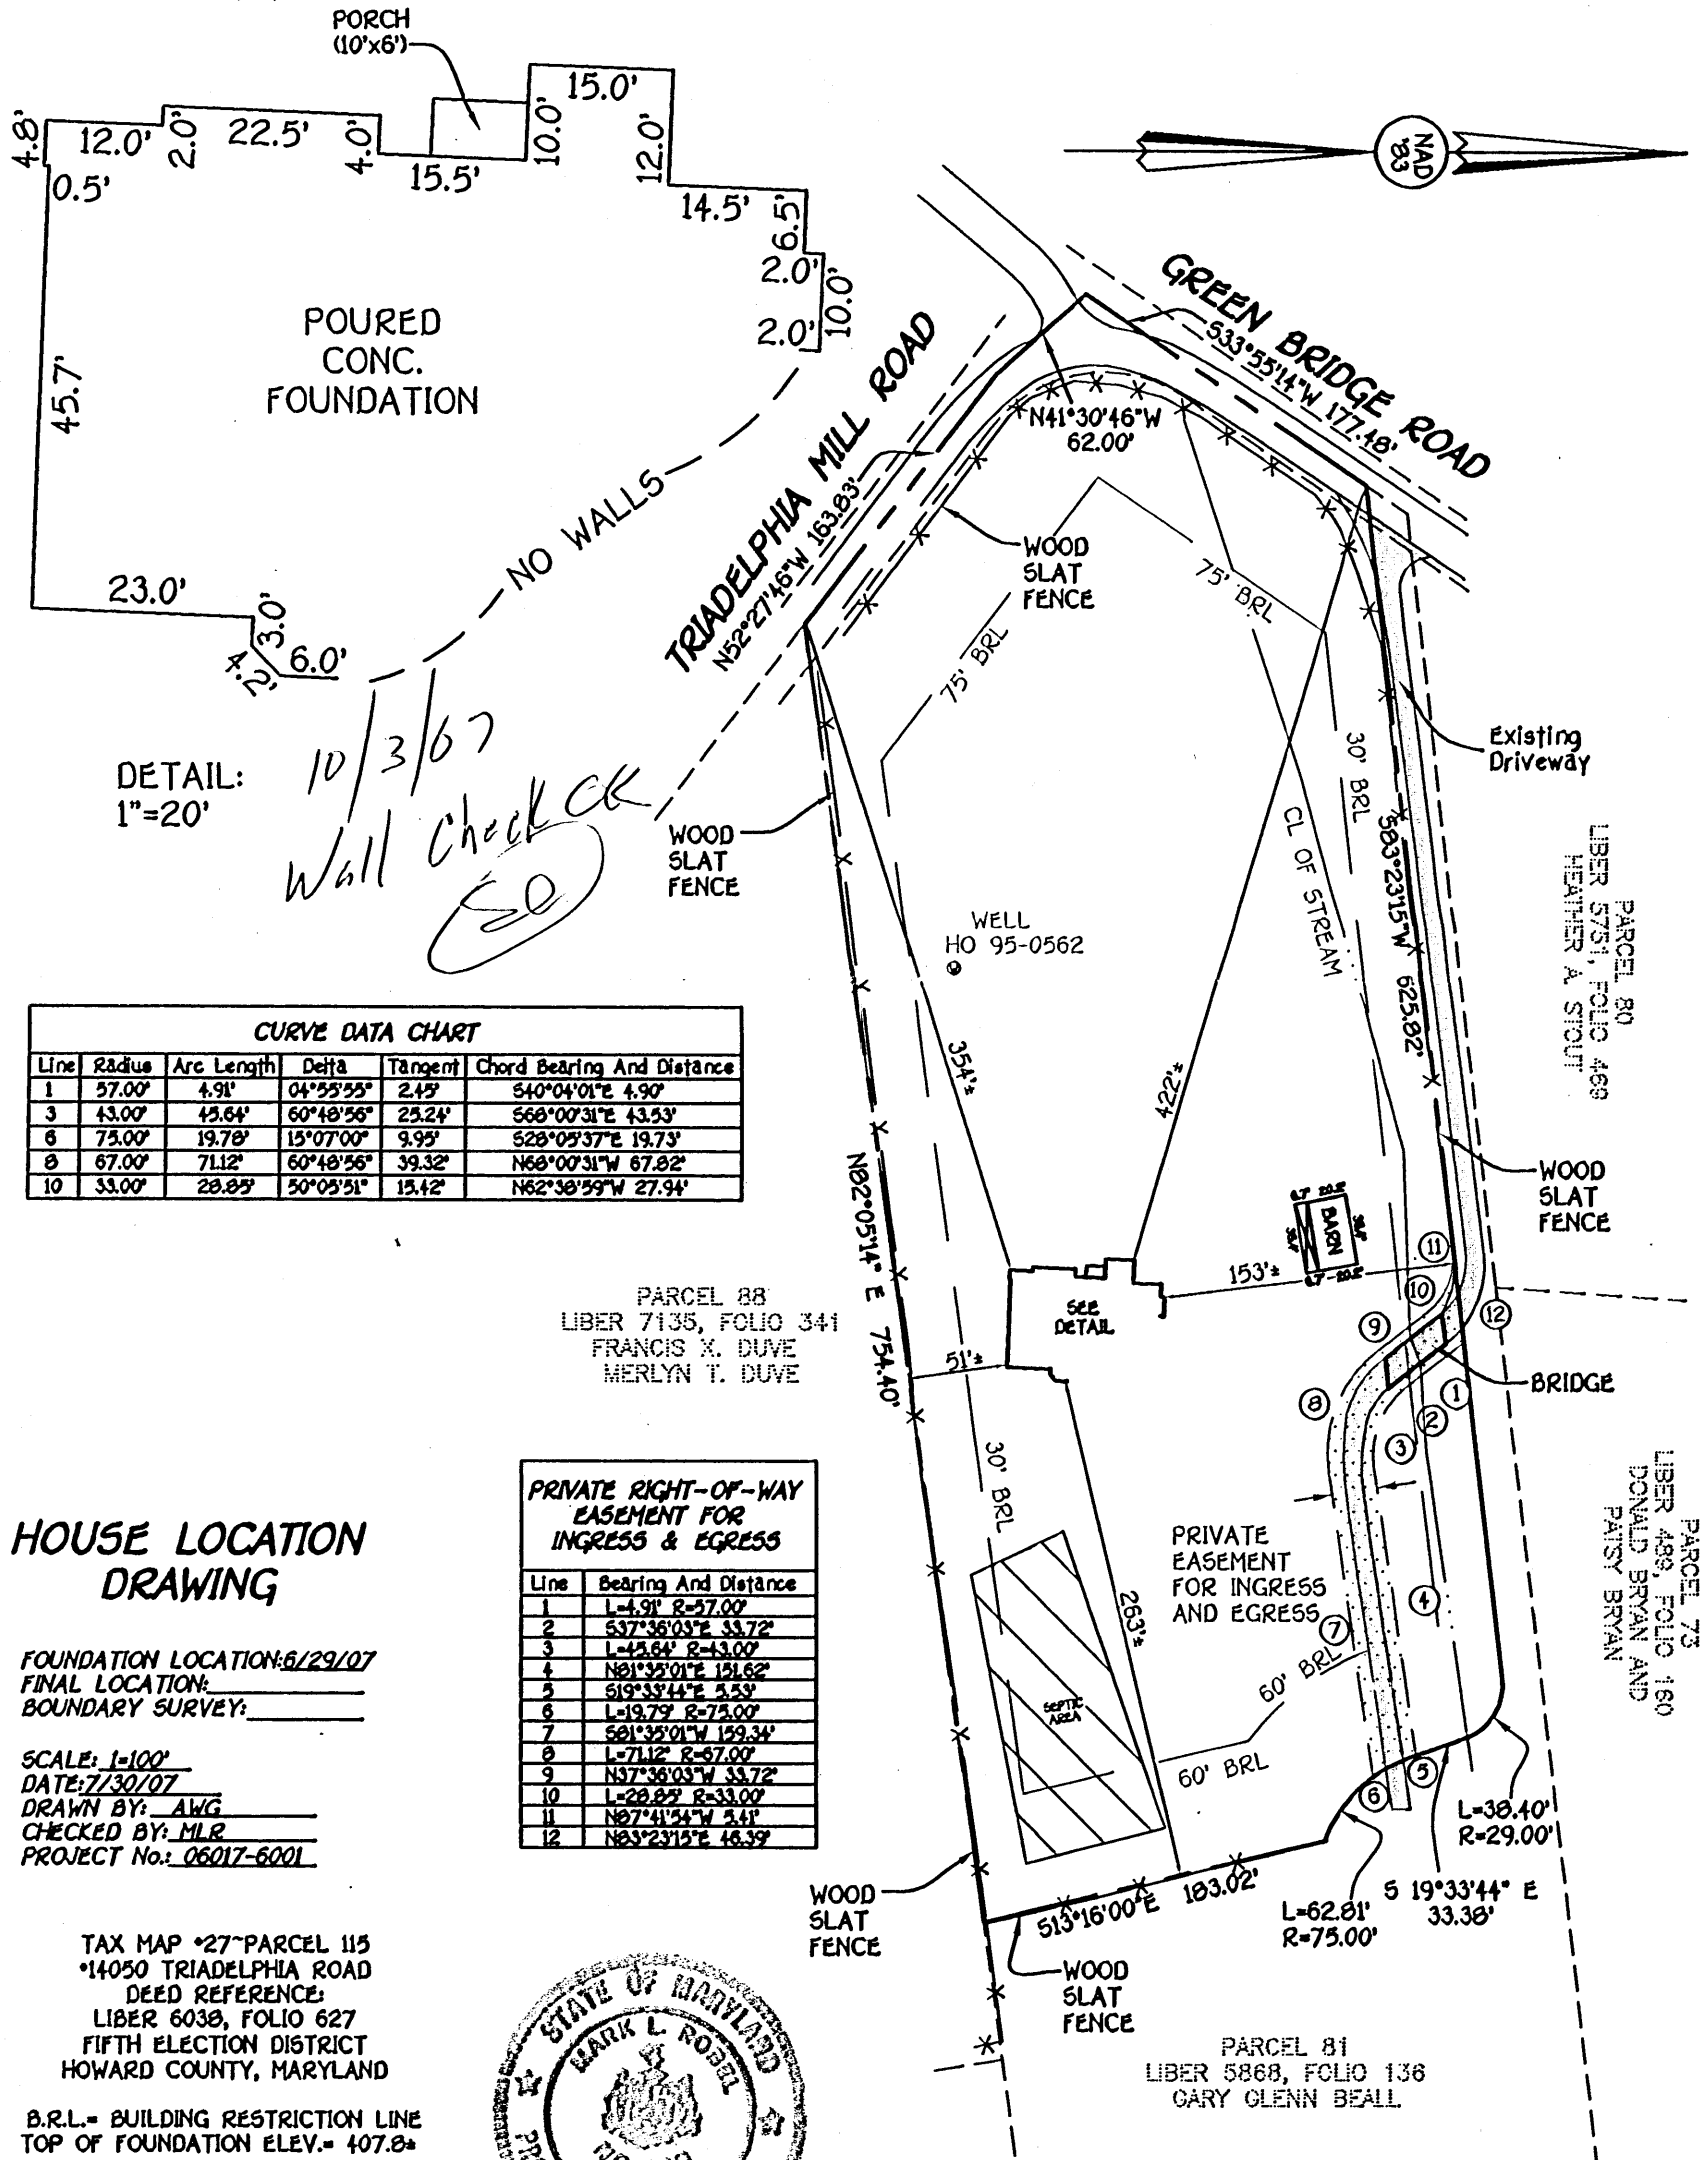 PORCH
(10'x6')
15.0'
4.8'
12.0'
2.0'
22.5'
4.0'
15.5'
10.0'
12.0'
0.5'
14.5'
6.5'
2.0'
10.0'
2.0'
POURED
CONC.
FOUNDATION
45.7'
23.0'
3.0'
4.2'
6.0'
NO WALLS
DETAIL:
1"=20'
10/3/07
Wall Check OK
NAD
'83
GREEN BRIDGE ROAD
S33°55'14"W 177.48'
TRIADELPHIA MILL ROAD
N52°27'46"W 163.83'
N41°30'46"W
62.00'
WOOD
SLAT
FENCE
75' BRL
75' BRL
30' BRL
Existing
Driveway
S83°23'15"W 625.82'
CL OF STREAM
WOOD
SLAT
FENCE
WELL
HO 95-0562
PARCEL 80
LIBER 5751, FOLIO 469
HEATHER A STOUT
CURVE DATA CHART
Line Radius Arc Length Delta Tangent Chord Bearing And Distance
1 57.00' 4.91' 04°55'55" 2.45' S40°04'01"E 4.90'
3 43.00' 45.64' 60°48'56" 25.24' S68°00'31"E 43.53'
6 75.00' 19.78' 15°07'00" 9.95' S28°05'37"E 19.73'
8 67.00' 71.12' 60°48'56" 39.32' N68°00'31"W 67.82'
10 33.00' 28.85' 50°05'51" 15.42' N62°38'59"W 27.94'
354'±
422'±
N82°05'14" E 754.40'
WOOD
SLAT
FENCE
BARN
153'±
SEE
DETAIL
51'±
11
10
12
9
BRIDGE
8
1
2
3
PARCEL 88
LIBER 7135, FOLIO 341
FRANCIS X. DUVE
MERLYN T. DUVE
30' BRL
PRIVATE
EASEMENT
FOR INGRESS
AND EGRESS
263'±
4
7
60' BRL
60' BRL
SEPTIC
AREA
5
6
PARCEL 73
LIBER 489, FOLIO 160
DONALD BRYAN AND
PATSY BRYAN
PRIVATE RIGHT-OF-WAY
EASEMENT FOR
INGRESS & EGRESS
Line Bearing And Distance
1 L=4.91' R=57.00'
2 S37°36'03"E 33.72'
3 L=45.64' R=43.00'
4 N81°35'01"E 151.62'
5 S19°33'44"E 5.53'
6 L=19.79' R=75.00'
7 S81°35'01"W 159.34'
8 L=71.12' R=67.00'
9 N37°36'03"W 33.72'
10 L=28.85' R=33.00'
11 N87°41'54"W 5.41'
12 N83°23'15"E 46.39'
HOUSE LOCATION
DRAWING
FOUNDATION LOCATION:6/29/07
FINAL LOCATION:
BOUNDARY SURVEY:
SCALE: 1=100'
DATE:7/30/07
DRAWN BY: AWG
CHECKED BY: MLR
PROJECT No.: 06017-6001
L=38.40'
R=29.00'
S 19°33'44" E
33.38'
L=62.81'
R=75.00'
S13°16'00"E 183.02'
WOOD
SLAT
FENCE
WOOD
SLAT
FENCE
TAX MAP #27~PARCEL 115
#14050 TRIADELPHIA ROAD
DEED REFERENCE:
LIBER 6038, FOLIO 627
FIFTH ELECTION DISTRICT
HOWARD COUNTY, MARYLAND
B.R.L.= BUILDING RESTRICTION LINE
TOP OF FOUNDATION ELEV.= 407.8±
STATE OF MARYLAND
MARK L. ROBEL
PARCEL 81
LIBER 5868, FOLIO 136
GARY GLENN BEALL